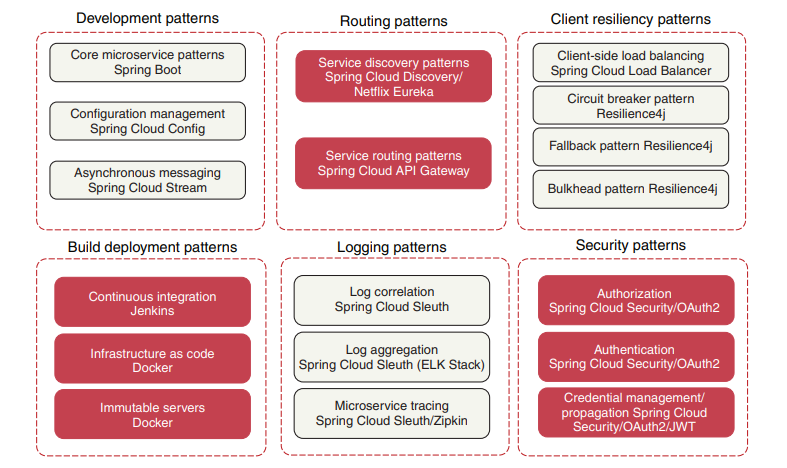 Development patterns
Core microservice patterns
Spring Boot
Configuration management
Spring Cloud Config
Asynchronous messaging
Spring Cloud Stream
Routing patterns
Service discovery patterns
Spring Cloud Discovery/
Netflix Eureka
Service routing patterns
Spring Cloud API Gateway
Client resiliency patterns
Client-side load balancing
Spring Cloud Load Balancer
Circuit breaker pattern
Resilience4j
Fallback pattern Resilience4j
Bulkhead pattern Resilience4j
Build deployment patterns
Continuous integration
Jenkins
Infrastructure as code
Docker
Immutable servers
Docker
Logging patterns
Log correlation
Spring Cloud Sleuth
Log aggregation
Spring Cloud Sleuth (ELK Stack)
Microservice tracing
Spring Cloud Sleuth/Zipkin
Security patterns
Authorization
Spring Cloud Security/OAuth2
Authentication
Spring Cloud Security/OAuth2
Credential management/
propagation Spring Cloud
Security/OAuth2/JWT